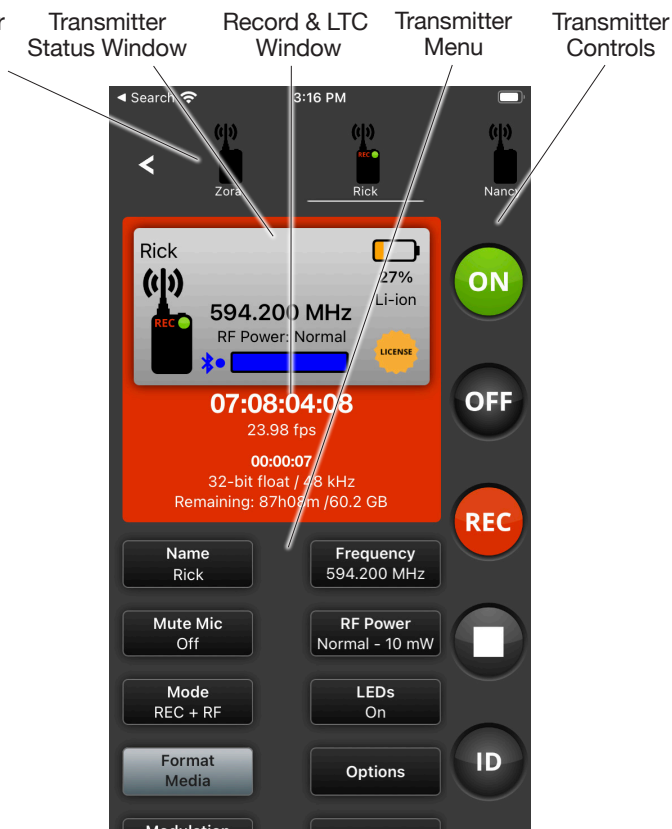 Transmitter
Status Window
Record & LTC
Window
Transmitter
Menu
Transmitter
Controls
◄ Search
3:16 PM
REC
Zora
Rick
Nancy
Rick
27%
Li-ion
594.200 MHz
RF Power: Normal
REC
LICENSE
07:08:04:08
23.98 fps
00:00:07
32-bit float / 48 kHz
Remaining: 87h08m /60.2 GB
ON
OFF
REC
ID
Name
Rick
Frequency
594.200 MHz
Mute Mic
Off
RF Power
Normal - 10 mW
Mode
REC + RF
LEDs
On
Format
Media
Options
Modulation